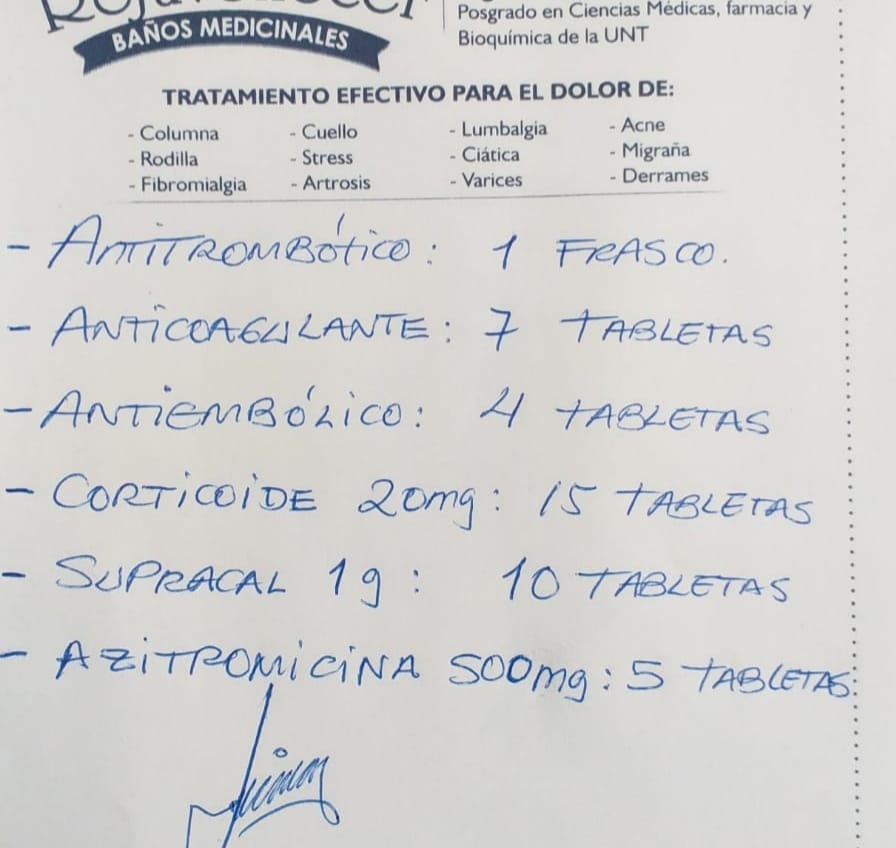 BAÑOS MEDICINALES
Posgrado en Ciencias Médicas, farmacia y
Bioquímica de la UNT
TRATAMIENTO EFECTIVO PARA EL DOLOR DE:
- Columna - Cuello - Lumbalgia - Acne
- Rodilla - Stress - Ciática - Migraña
- Fibromialgia - Artrosis - Varices - Derrames
- ANTITROMBÓTICO: 1 FRASCO.
- ANTICOAGULANTE: 7 TABLETAS
- ANTIEMBÓLICO: 4 TABLETAS
- CORTICOIDE 20mg: 15 TABLETAS
- SUPRACAL 1g: 10 TABLETAS
- AZITROMICINA 500mg: 5 TABLETAS